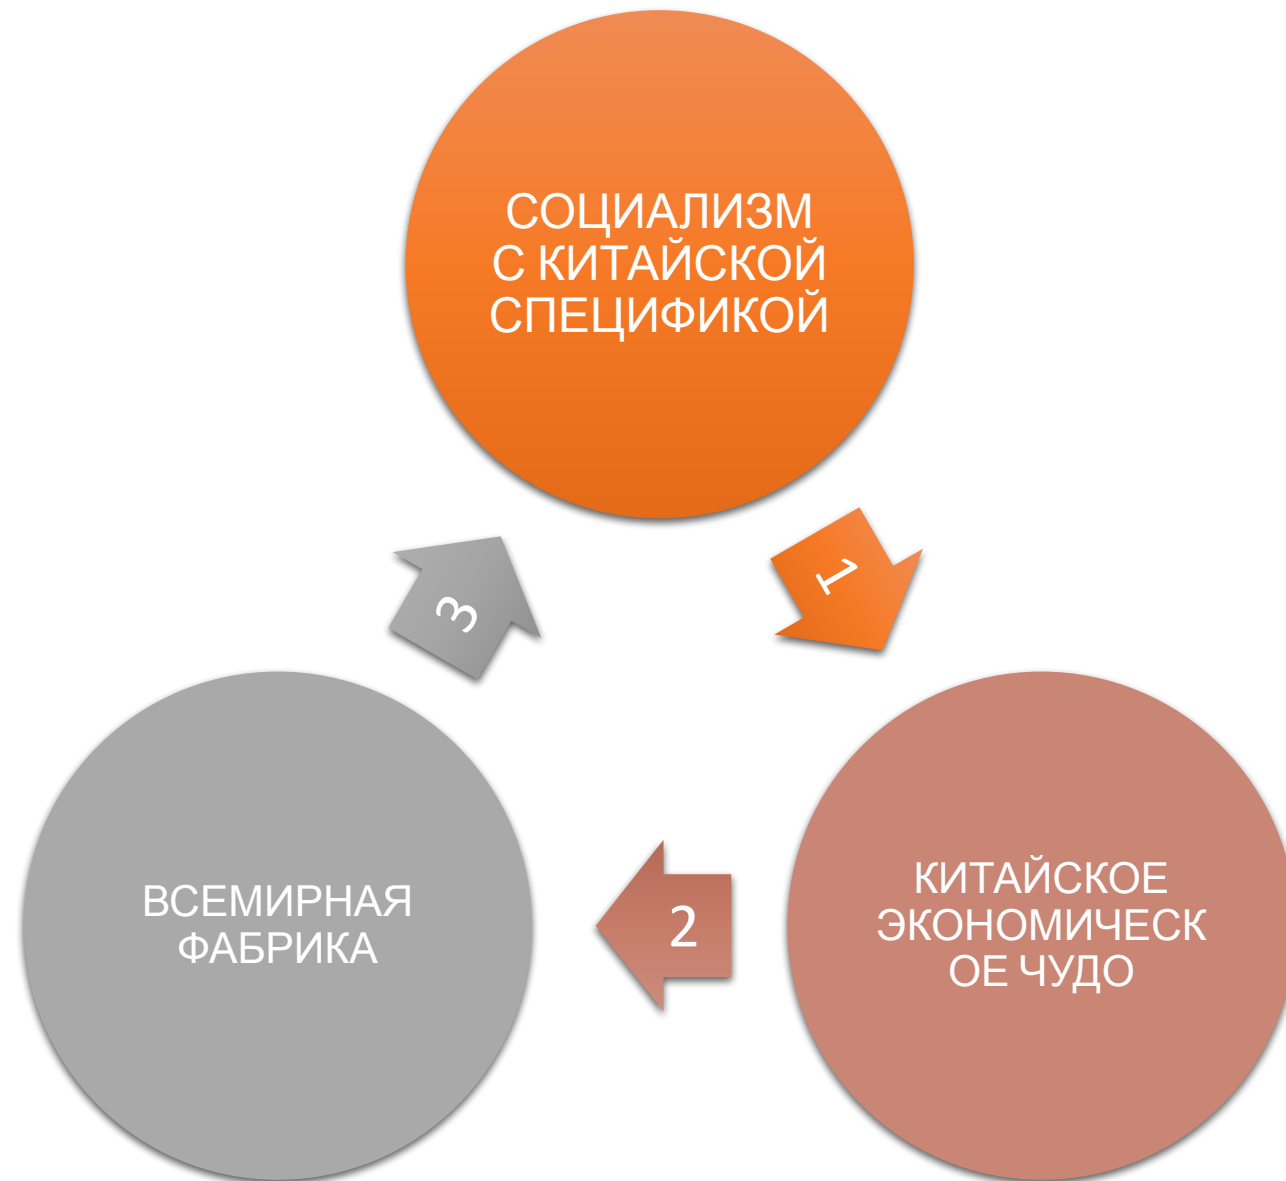 СОЦИАЛИЗМ
С КИТАЙСКОЙ
СПЕЦИФИКОЙ
1
КИТАЙСКОЕ
ЭКОНОМИЧЕСК
ОЕ ЧУДО
2
ВСЕМИРНАЯ
ФАБРИКА
3